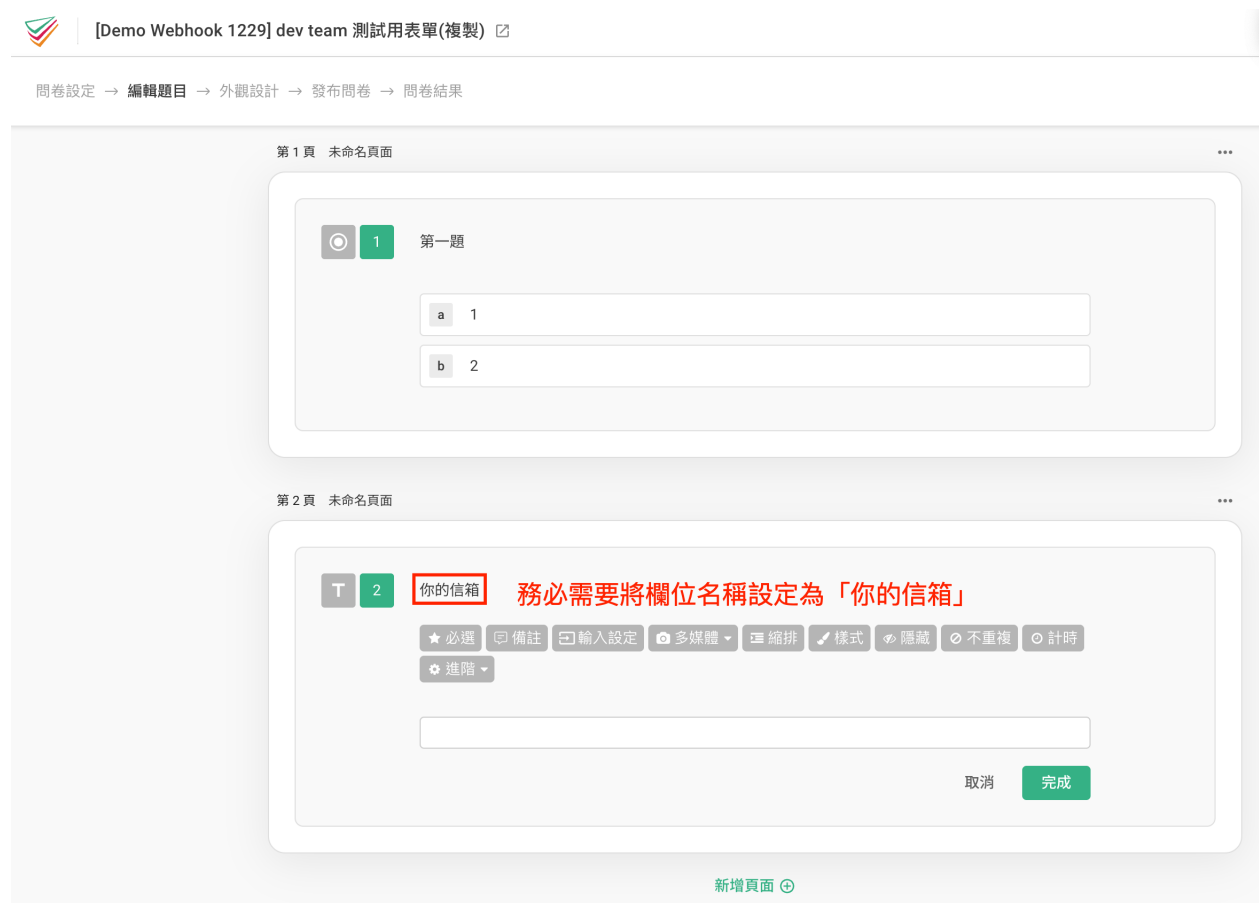 [Demo Webhook 1229] dev team 測試用表單(複製)
問卷設定 → 編輯題目 → 外觀設計 → 發布問卷 → 問卷結果
第 1 頁 未命名頁面
1 第一題
a 1
b 2
第 2 頁 未命名頁面
T 2 你的信箱 務必需要將欄位名稱設定為「你的信箱」
必選 備註 輸入設定 多媒體 縮排 樣式 隱藏 不重複 計時
進階
取消 完成
新增頁面